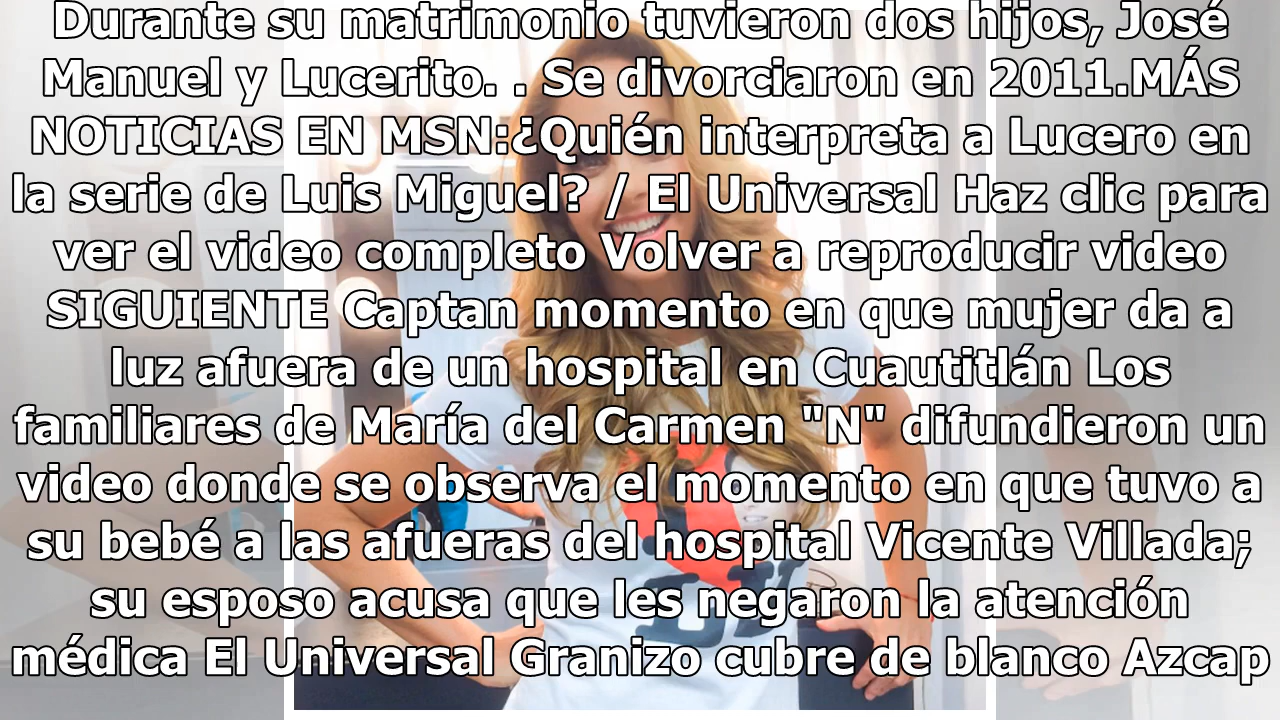 Durante su matrimonio tuvieron dos hijos, José
Manuel y Lucerito. . Se divorciaron en 2011.MÁS
NOTICIAS EN MSN:¿Quién interpreta a Lucero en
la serie de Luis Miguel? / El Universal Haz clic para
ver el video completo Volver a reproducir video
SIGUIENTE Captan momento en que mujer da a
luz afuera de un hospital en Cuautitlán Los
familiares de María del Carmen "N" difundieron un
video donde se observa el momento en que tuvo a
su bebé a las afueras del hospital Vicente Villada;
su esposo acusa que les negaron la atención
médica El Universal Granizo cubre de blanco Azcap